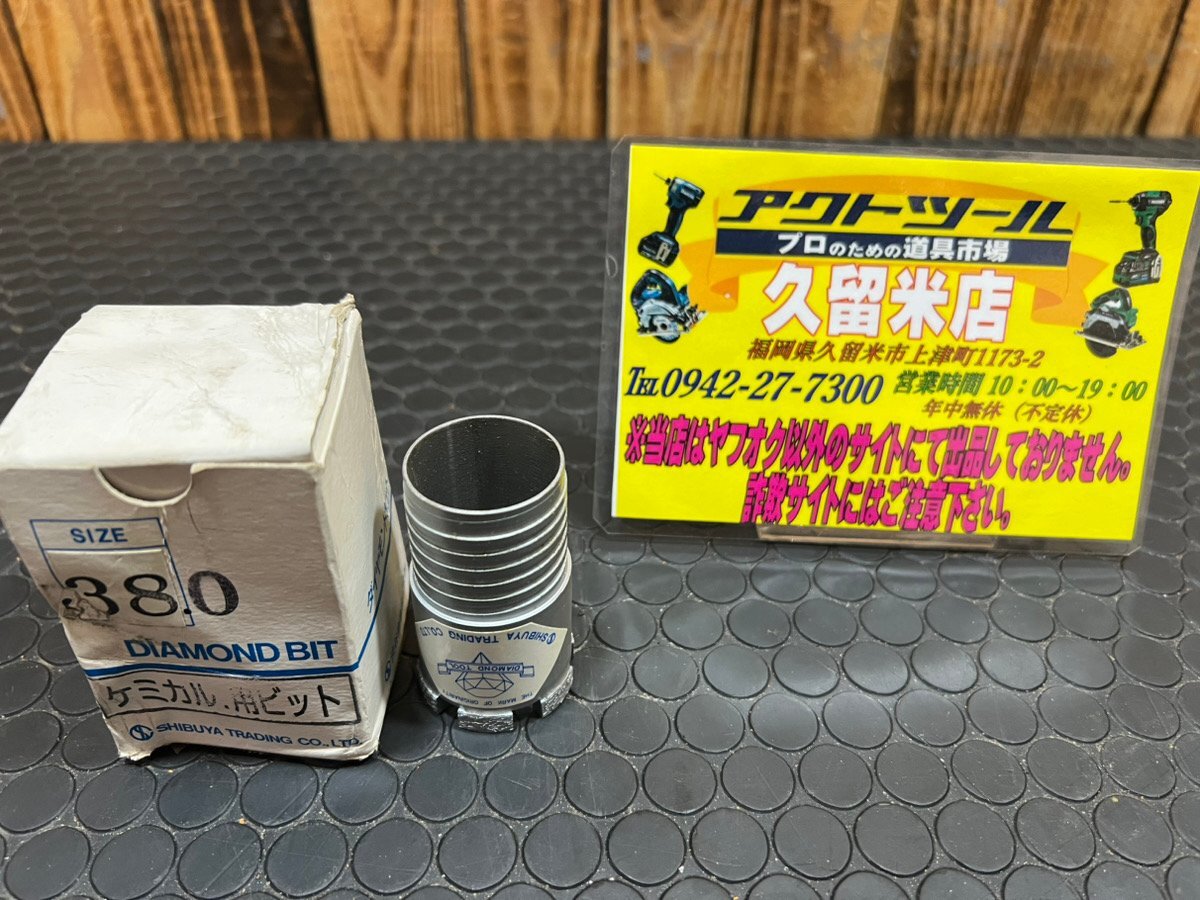 SIZE
38.0
DIAMOND BIT
ケミカル.用ビット
SHIBUYA TRADING CO.,LTD.
SHIBUYA TRADING CO.,LTD
DIAMOND TOOL
THE MARK OF
アクトツール
プロのための道具市場
久留米店
福岡県久留米市上津町1173-2
TEL 0942-27-7300
営業時間 10:00～19:00
年中無休（不定休）
※当店はヤフオク以外のサイトにて出品しておりません。
詐欺サイトにはご注意下さい。